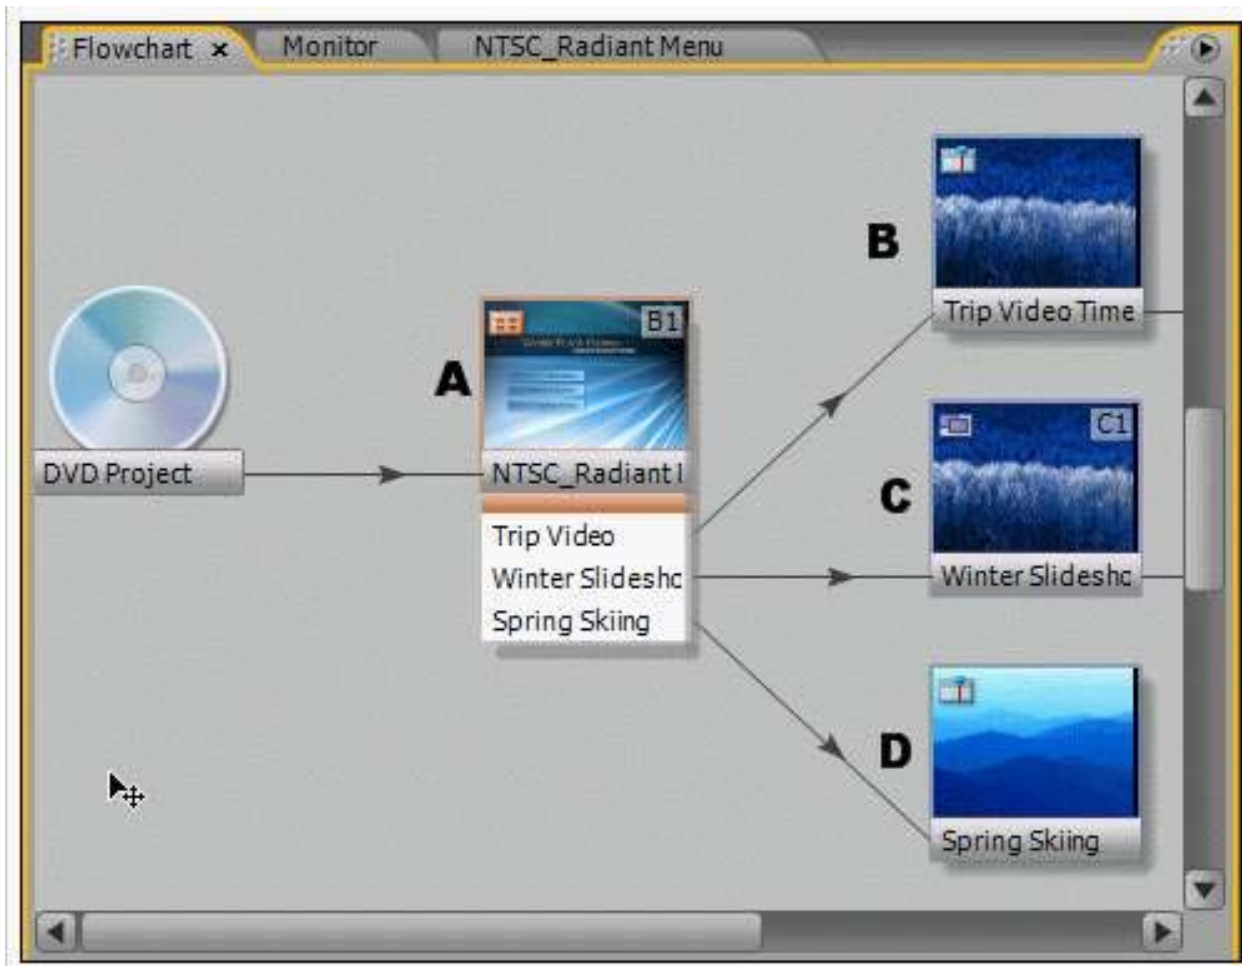 Flowchart x Monitor NTSC_Radiant Menu
B
Trip Video Time
A
B1
C
C1
DVD Project
NTSC_Radiant
Trip Video
Winter Slidesho
Spring Skiing
Winter Slidesho
D
Spring Skiing